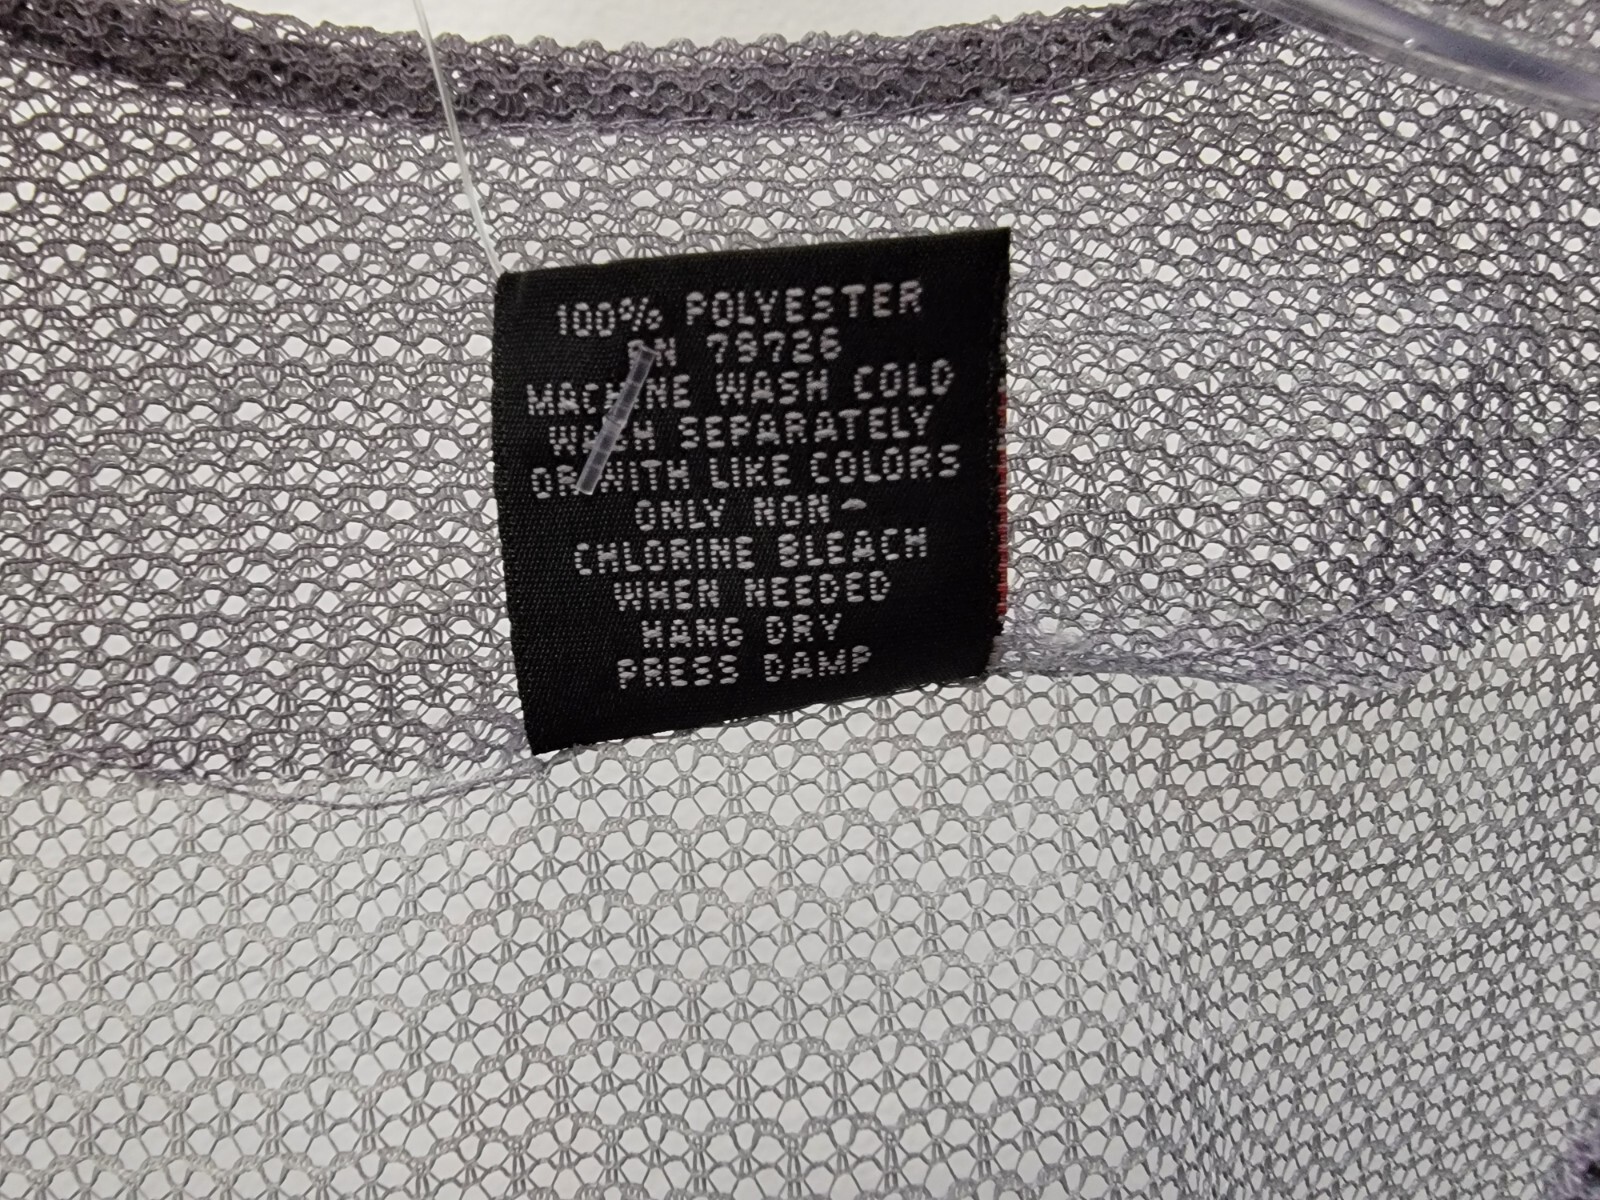 100% POLYESTER
RN 79726
MACHINE WASH COLD
WASH SEPARATELY
OR WITH LIKE COLORS
ONLY NON-
CHLORINE BLEACH
WHEN NEEDED
HANG DRY
PRESS DAMP